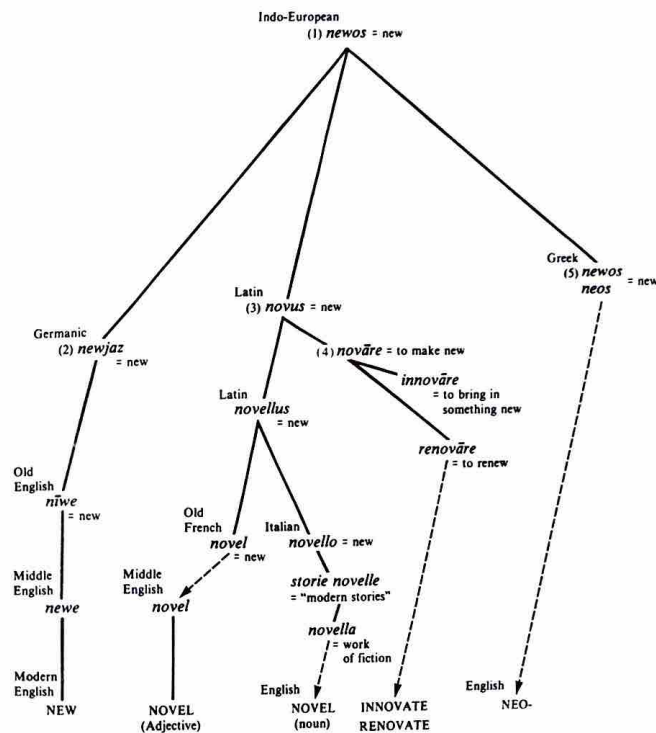 Indo-European
(1) newos = new
Greek
(5) newos
neos = new
Latin
(3) novus = new
Germanic
(2) newjaz
= new
(4) novāre = to make new
innovāre
= to bring in
something new
Latin
novellus
= new
renovāre
= to renew
Old
English
nīwe
= new
Old
French
novel
= new
Italian
novello = new
Middle
English
newe
Middle
English
novel
storie novelle
= "modern stories"
novella
= work
of fiction
Modern
English
NEW
NOVEL
(Adjective)
English
NOVEL
(noun)
INNOVATE
RENOVATE
English
NEO-